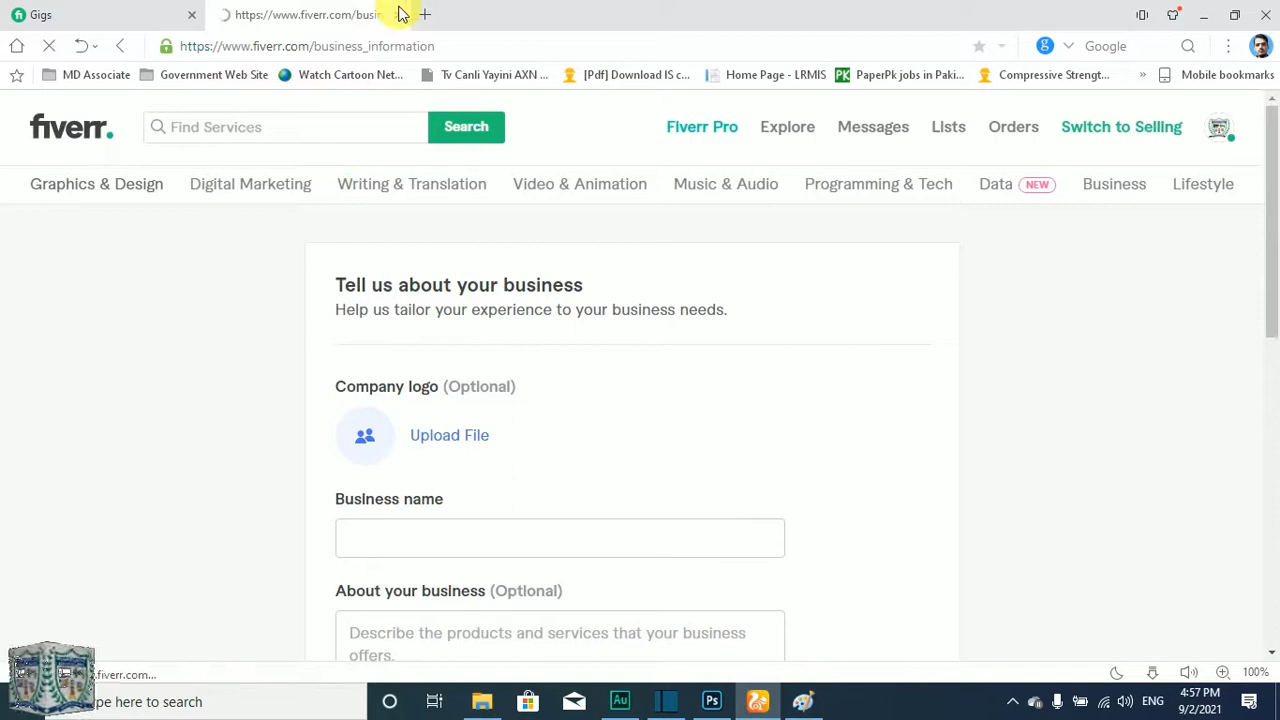 Gigs
https://www.fiverr.com/busin
https://www.fiverr.com/business_information
Google
MD Associate
Government Web Site
Watch Cartoon Net...
Tv Canli Yayini AXN ...
[Pdf] Download IS c...
Home Page - LRMIS
PK PaperPk jobs in Paki...
Compressive Strengt...
»
Mobile bookmarks
fiverr.
Find Services
Search
Fiverr Pro
Explore
Messages
Lists
Orders
Switch to Selling
Graphics & Design
Digital Marketing
Writing & Translation
Video & Animation
Music & Audio
Programming & Tech
Data NEW
Business
Lifestyle
Tell us about your business
Help us tailor your experience to your business needs.
Company logo (Optional)
Upload File
Business name
About your business (Optional)
Describe the products and services that your business
offers.
.fiverr.com...
100%
pe here to search
Au
Ps
ENG
4:57 PM
9/2/2021